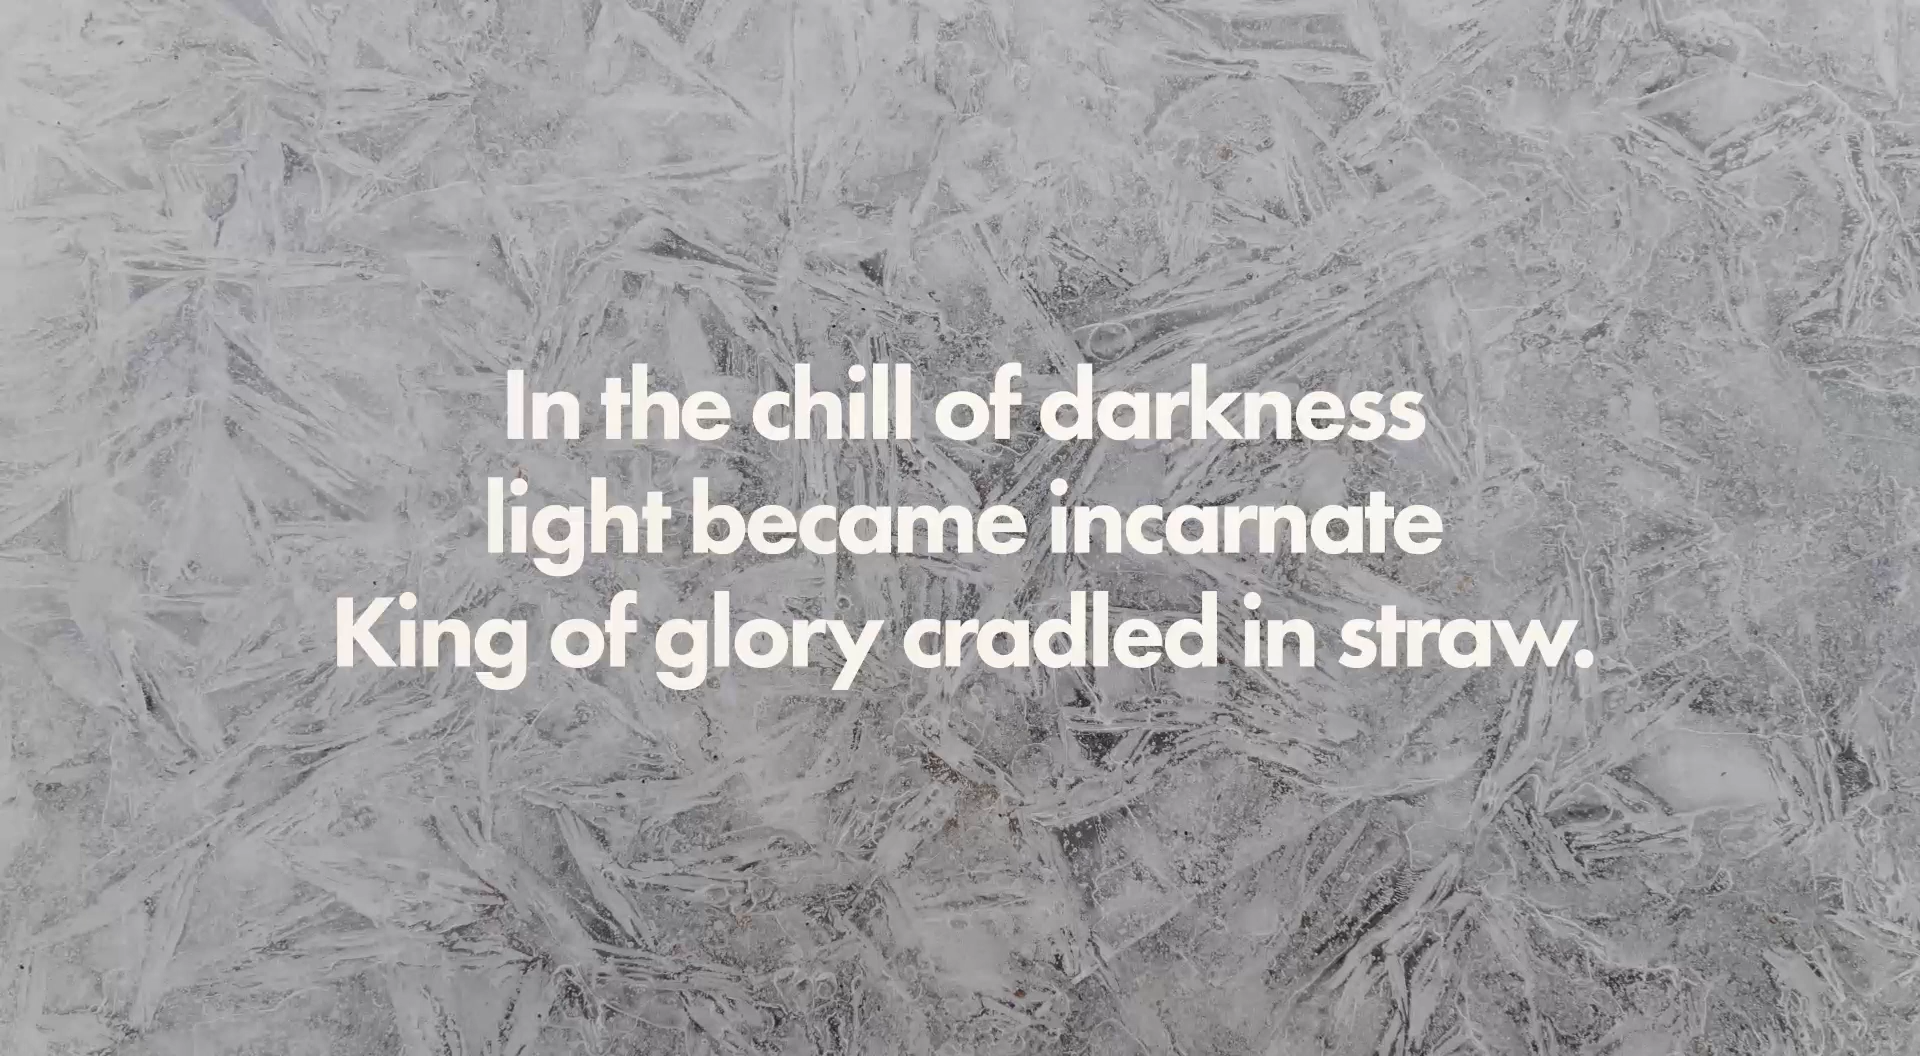 In the chill of darkness
light became incarnate
King of glory cradled in straw.